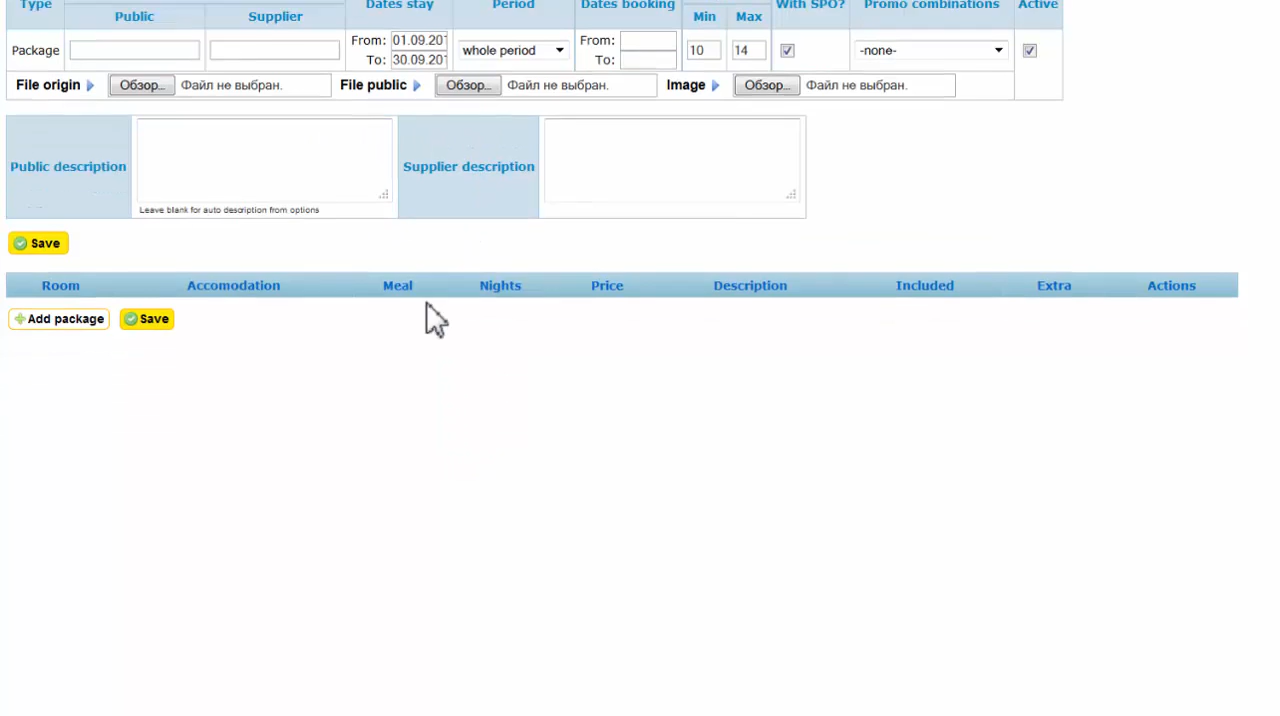 Type Dates stay Period Dates booking With SPO? Promo combinations Active
Public Supplier Min Max
Package From: 01.09.201 whole period From: 10 14 -none-
To: 30.09.201 To:
File origin Обзор... Файл не выбран. File public Обзор... Файл не выбран. Image Обзор... Файл не выбран.
Public description Supplier description
Leave blank for auto description from options
Save
Room Accomodation Meal Nights Price Description Included Extra Actions
Add package Save